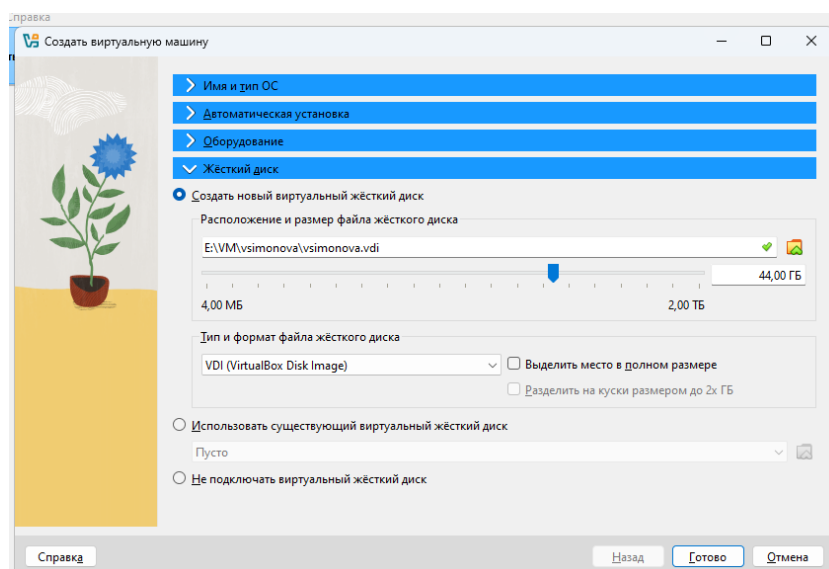 Справка
Создать виртуальную машину
Имя и тип ОС
Автоматическая установка
Оборудование
Жёсткий диск
Создать новый виртуальный жёсткий диск
Расположение и размер файла жёсткого диска
E:\VM\vsimonova\vsimonova.vdi
44,00 ГБ
4,00 МБ 2,00 ТБ
Тип и формат файла жёсткого диска
VDI (VirtualBox Disk Image) Выделить место в полном размере
Разделить на куски размером до 2х ГБ
Использовать существующий виртуальный жёсткий диск
Пусто
Не подключать виртуальный жёсткий диск
Справка Назад Готово Отмена